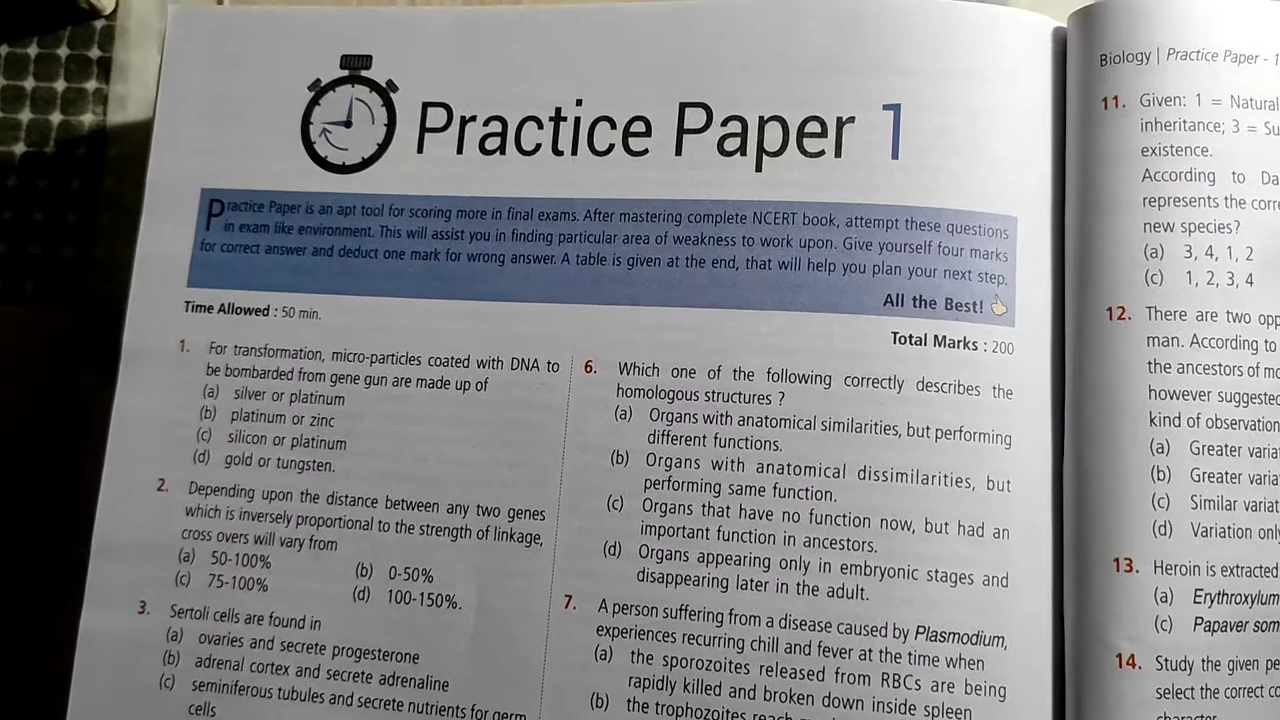 Practice Paper 1
Practice Paper is an apt tool for scoring more in final exams. After mastering complete NCERT book, attempt these questions
in exam like environment. This will assist you in finding particular area of weakness to work upon. Give yourself four marks
for correct answer and deduct one mark for wrong answer. A table is given at the end, that will help you plan your next step.
All the Best!
Time Allowed : 50 min.
Total Marks : 200
1. For transformation, micro-particles coated with DNA to
be bombarded from gene gun are made up of
(a) silver or platinum
(b) platinum or zinc
(c) silicon or platinum
(d) gold or tungsten.
2. Depending upon the distance between any two genes
which is inversely proportional to the strength of linkage,
cross overs will vary from
(a) 50-100% (b) 0-50%
(c) 75-100% (d) 100-150%.
3. Sertoli cells are found in
(a) ovaries and secrete progesterone
(b) adrenal cortex and secrete adrenaline
(c) seminiferous tubules and secrete nutrients for germ
cells
6. Which one of the following correctly describes the
homologous structures ?
(a) Organs with anatomical similarities, but performing
different functions.
(b) Organs with anatomical dissimilarities, but
performing same function.
(c) Organs that have no function now, but had an
important function in ancestors.
(d) Organs appearing only in embryonic stages and
disappearing later in the adult.
7. A person suffering from a disease caused by Plasmodium,
experiences recurring chill and fever at the time when
(a) the sporozoites released from RBCs are being
rapidly killed and broken down inside spleen
(b) the trophozoites reach
Biology | Practice Paper - 1
11. Given: 1 = Natural
inheritance; 3 = Su
existence.
According to Da
represents the corre
new species?
(a) 3, 4, 1, 2
(c) 1, 2, 3, 4
12. There are two opp
man. According to
the ancestors of mo
however suggested
kind of observation
(a) Greater varia
(b) Greater varia
(c) Similar variat
(d) Variation only
13. Heroin is extracted
(a) Erythroxylum
(c) Papaver som
14. Study the given pe
select the correct co
character